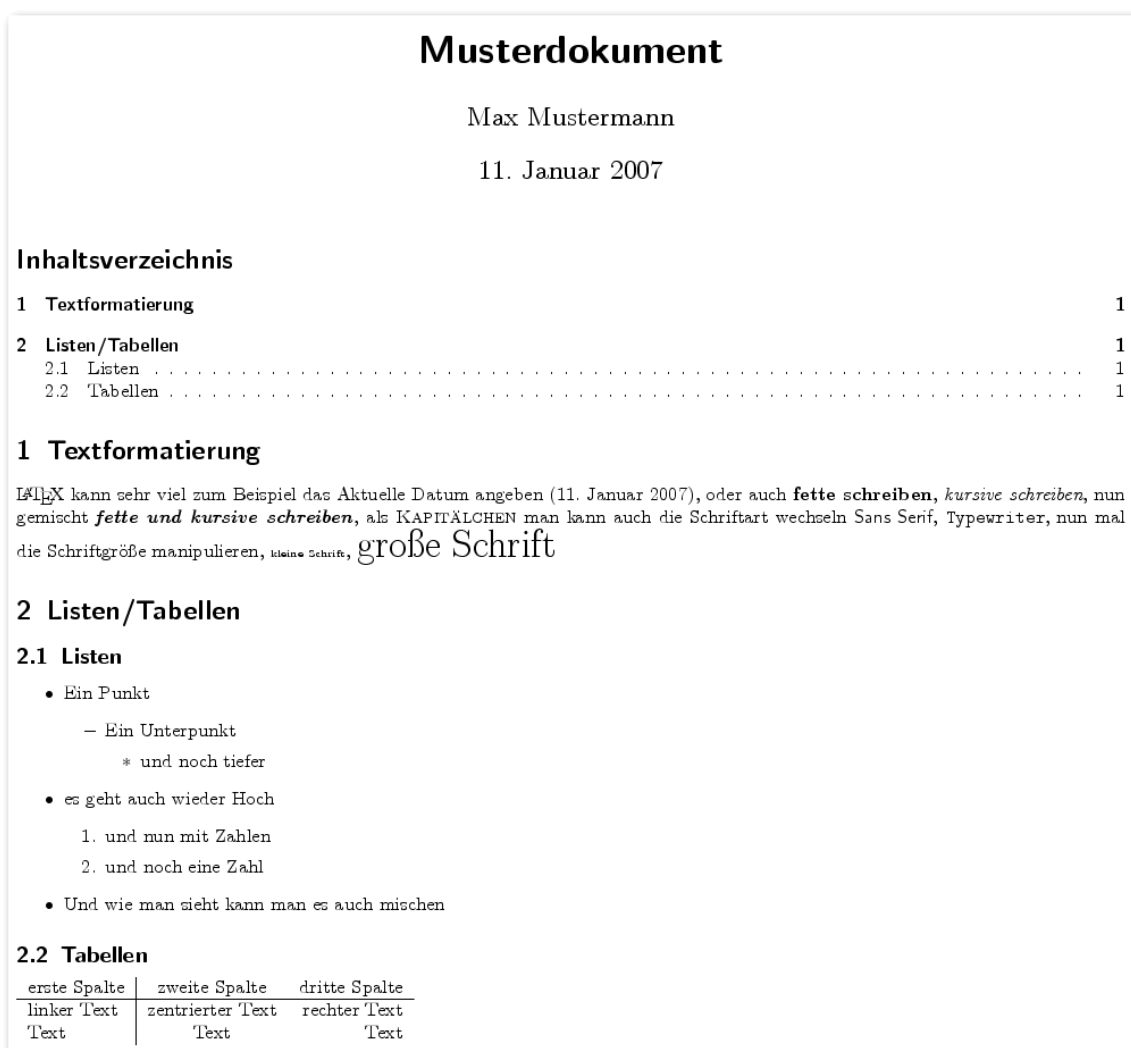 Musterdokument
Max Mustermann
11. Januar 2007
Inhaltsverzeichnis
1 Textformatierung 1
2 Listen/Tabellen 1
2.1 Listen . . . . . . . . . . . . . . . . . . . . . . . . . . . . . . . . . . . . . . . . 1
2.2 Tabellen . . . . . . . . . . . . . . . . . . . . . . . . . . . . . . . . . . . . . . . 1
1 Textformatierung
LATEX kann sehr viel zum Beispiel das Aktuelle Datum angeben (11. Januar 2007), oder auch fette schreiben, kursive schreiben, nun
gemischt fette und kursive schreiben, als KAPITÄLCHEN man kann auch die Schriftart wechseln Sans Serif, Typewriter, nun mal
die Schriftgröße manipulieren, kleine Schrift, große Schrift
2 Listen/Tabellen
2.1 Listen
• Ein Punkt
– Ein Unterpunkt
* und noch tiefer
• es geht auch wieder Hoch
1. und nun mit Zahlen
2. und noch eine Zahl
• Und wie man sieht kann man es auch mischen
2.2 Tabellen
erste Spalte zweite Spalte dritte Spalte
linker Text zentrierter Text rechter Text
Text Text Text